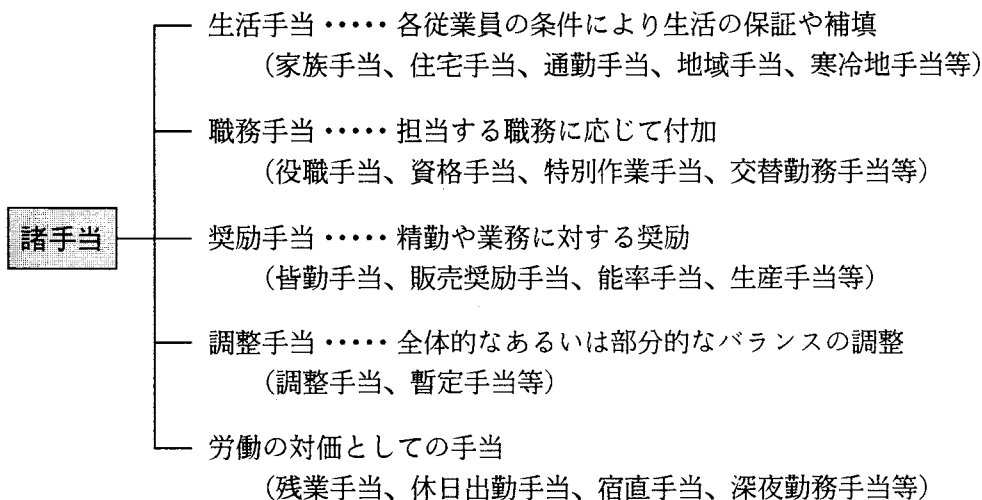 生活手当 ‥‥‥ 各従業員の条件により生活の保証や補填
（家族手当、住宅手当、通勤手当、地域手当、寒冷地手当等）
職務手当 ‥‥‥ 担当する職務に応じて付加
（役職手当、資格手当、特別作業手当、交替勤務手当等）
諸手当
奨励手当 ‥‥‥ 精勤や業務に対する奨励
（皆勤手当、販売奨励手当、能率手当、生産手当等）
調整手当 ‥‥‥ 全体的なあるいは部分的なバランスの調整
（調整手当、暫定手当等）
労働の対価としての手当
（残業手当、休日出勤手当、宿直手当、深夜勤務手当等）